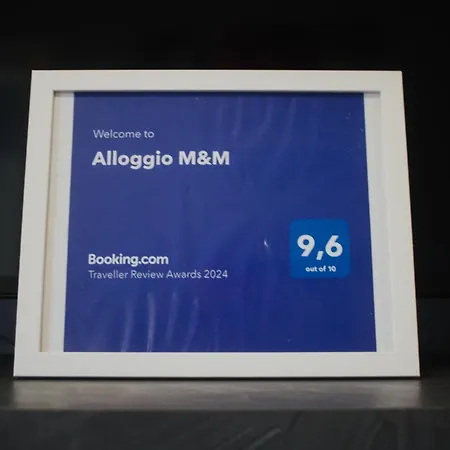 Welcome to
Alloggio M&M
Booking.com
Traveller Review Awards 2024
9,6
out of 10